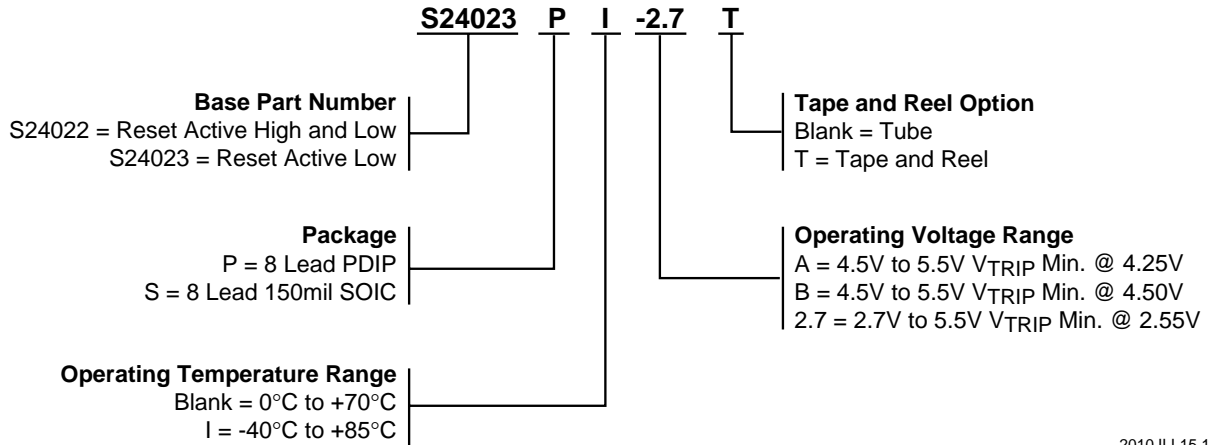 S24023 P I -2.7 T
Base Part Number
S24022 = Reset Active High and Low
S24023 = Reset Active Low
Tape and Reel Option
Blank = Tube
T = Tape and Reel
Package
P = 8 Lead PDIP
S = 8 Lead 150mil SOIC
Operating Voltage Range
A = 4.5V to 5.5V VTRIP Min. @ 4.25V
B = 4.5V to 5.5V VTRIP Min. @ 4.50V
2.7 = 2.7V to 5.5V VTRIP Min. @ 2.55V
Operating Temperature Range
Blank = 0°C to +70°C
I = -40°C to +85°C